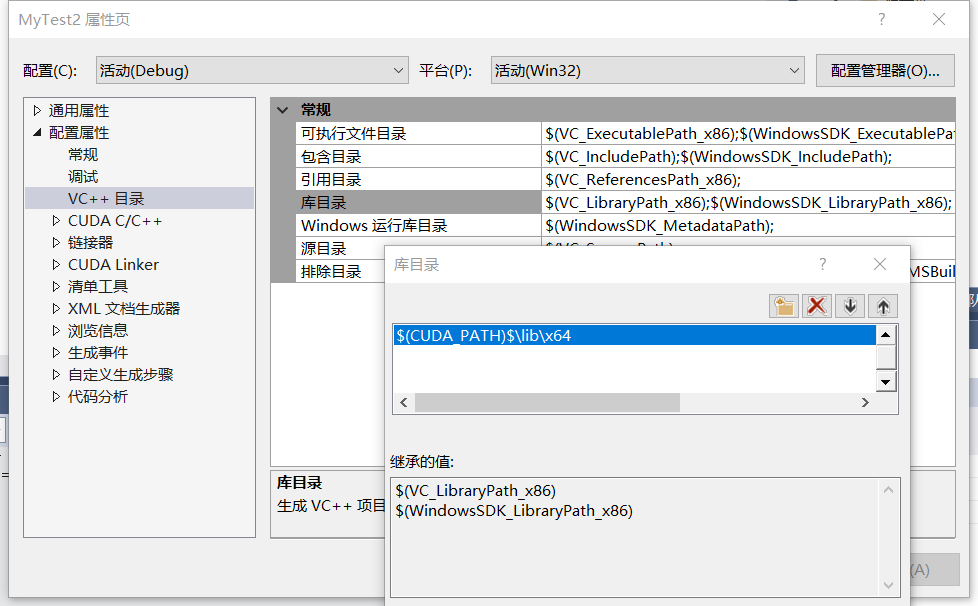 MyTest2 属性页
配置(C):
活动(Debug)
平台(P):
活动(Win32)
配置管理器(O)...
通用属性
配置属性
常规
调试
VC++ 目录
CUDA C/C++
链接器
CUDA Linker
清单工具
XML 文档生成器
浏览信息
生成事件
自定义生成步骤
代码分析
常规
可执行文件目录 $(VC_ExecutablePath_x86);$(WindowsSDK_ExecutablePat
包含目录 $(VC_IncludePath);$(WindowsSDK_IncludePath);
引用目录 $(VC_ReferencesPath_x86);
库目录 $(VC_LibraryPath_x86);$(WindowsSDK_LibraryPath_x86);
Windows 运行库目录 $(WindowsSDK_MetadataPath);
源目录
排除目录 MSBuil
库目录
生成 VC++ 项目
库目录
$(CUDA_PATH)$\lib\x64
继承的值:
$(VC_LibraryPath_x86)
$(WindowsSDK_LibraryPath_x86)
(A)